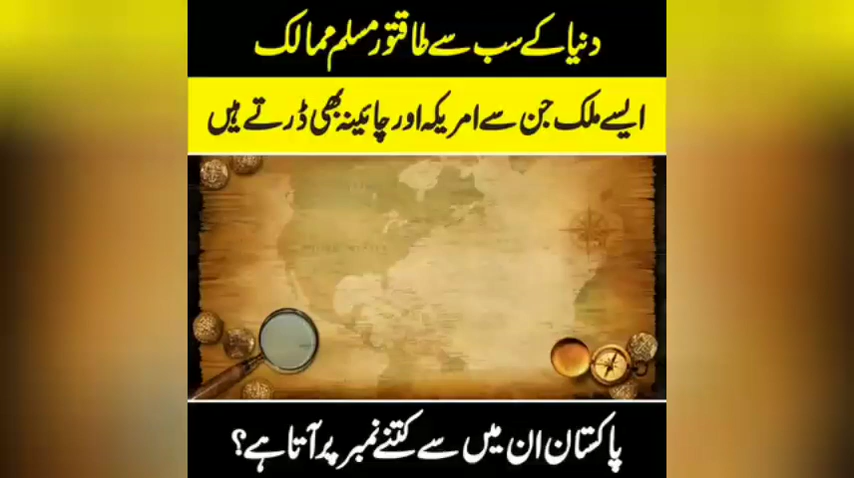 دنیا کے سب سے طاقتور مسلم ممالک
ایسے ملک جن سے امریکہ اور چائینہ بھی ڈرتے ہیں
پاکستان ان میں سے کتنے نمبر پر آتا ہے؟